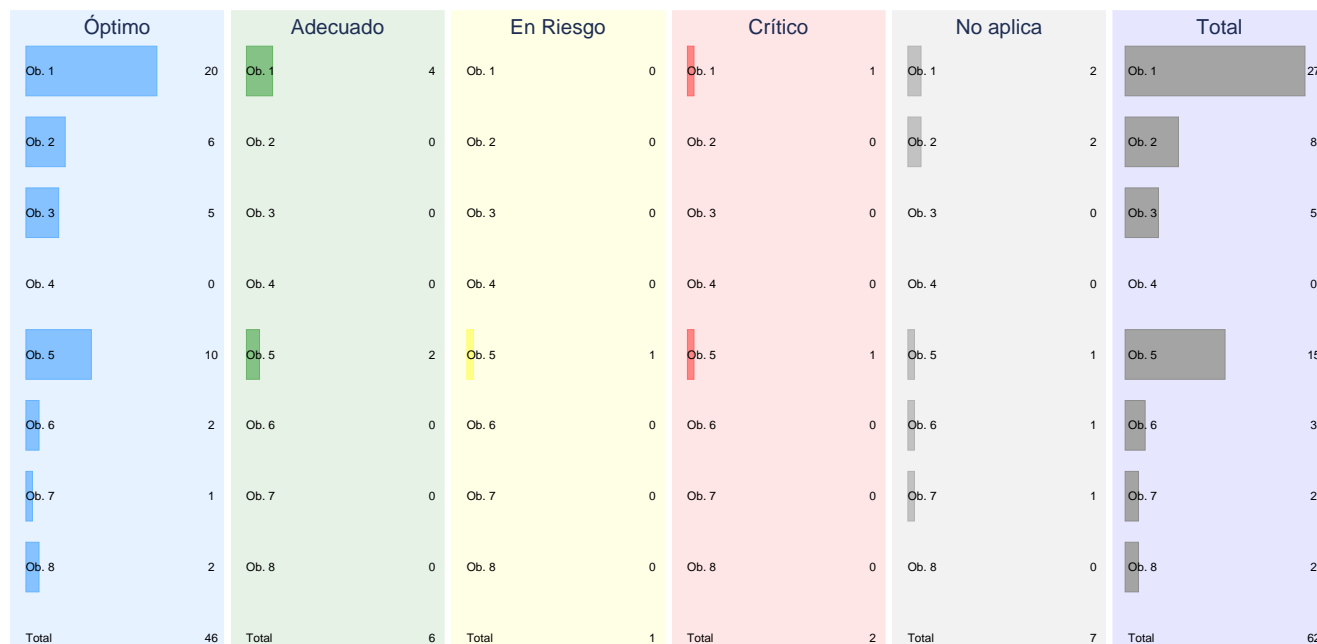 Óptimo Adecuado En Riesgo Crítico No aplica Total
Ob. 1 20 Ob. 1 4 Ob. 1 0 Ob. 1 1 Ob. 1 2 Ob. 1 27
Ob. 2 6 Ob. 2 0 Ob. 2 0 Ob. 2 0 Ob. 2 2 Ob. 2 8
Ob. 3 5 Ob. 3 0 Ob. 3 0 Ob. 3 0 Ob. 3 0 Ob. 3 5
Ob. 4 0 Ob. 4 0 Ob. 4 0 Ob. 4 0 Ob. 4 0 Ob. 4 0
Ob. 5 10 Ob. 5 2 Ob. 5 1 Ob. 5 1 Ob. 5 1 Ob. 5 15
Ob. 6 2 Ob. 6 0 Ob. 6 0 Ob. 6 0 Ob. 6 1 Ob. 6 3
Ob. 7 1 Ob. 7 0 Ob. 7 0 Ob. 7 0 Ob. 7 1 Ob. 7 2
Ob. 8 2 Ob. 8 0 Ob. 8 0 Ob. 8 0 Ob. 8 0 Ob. 8 2
Total 46 Total 6 Total 1 Total 2 Total 7 Total 62